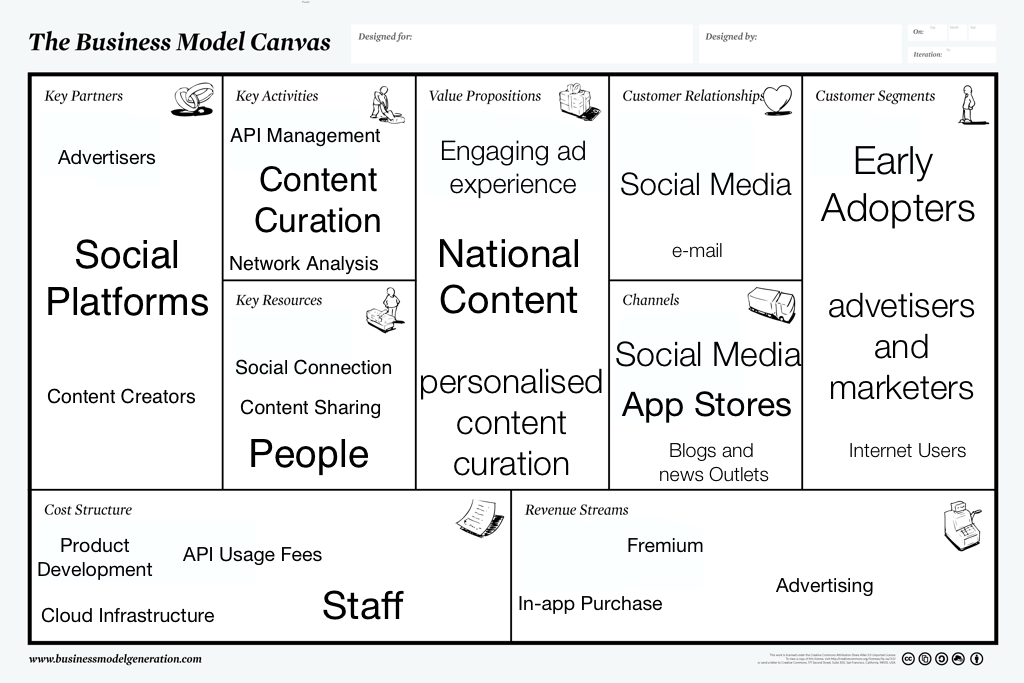 The Business Model Canvas
Designed for:
Designed by:
On:
Iteration:
Key Partners
Advertisers
Social
Platforms
Content Creators
Key Activities
API Management
Content
Curation
Network Analysis
Key Resources
Social Connection
Content Sharing
People
Value Propositions
Engaging ad
experience
National
Content
personalised
content
curation
Customer Relationships
Social Media
e-mail
Channels
Social Media
App Stores
Blogs and
news Outlets
Customer Segments
Early
Adopters
advetisers
and
marketers
Internet Users
Cost Structure
Product
Development
API Usage Fees
Cloud Infrastructure
Staff
Revenue Streams
Fremium
Advertising
In-app Purchase
www.businessmodelgeneration.com